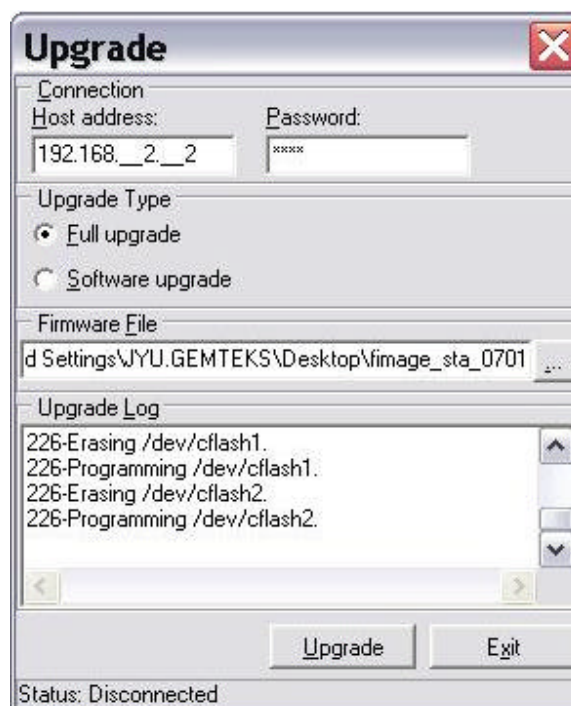 Upgrade
Connection
Host address: Password:
192.168.__2.__2 ****
Upgrade Type
Full upgrade
Software upgrade
Firmware File
d Settings\JYU.GEMTEKS\Desktop\fimage_sta_0701 ...
Upgrade Log
226-Erasing /dev/cflash1.
226-Programming /dev/cflash1.
226-Erasing /dev/cflash2.
226-Programming /dev/cflash2.
Upgrade Exit
Status: Disconnected